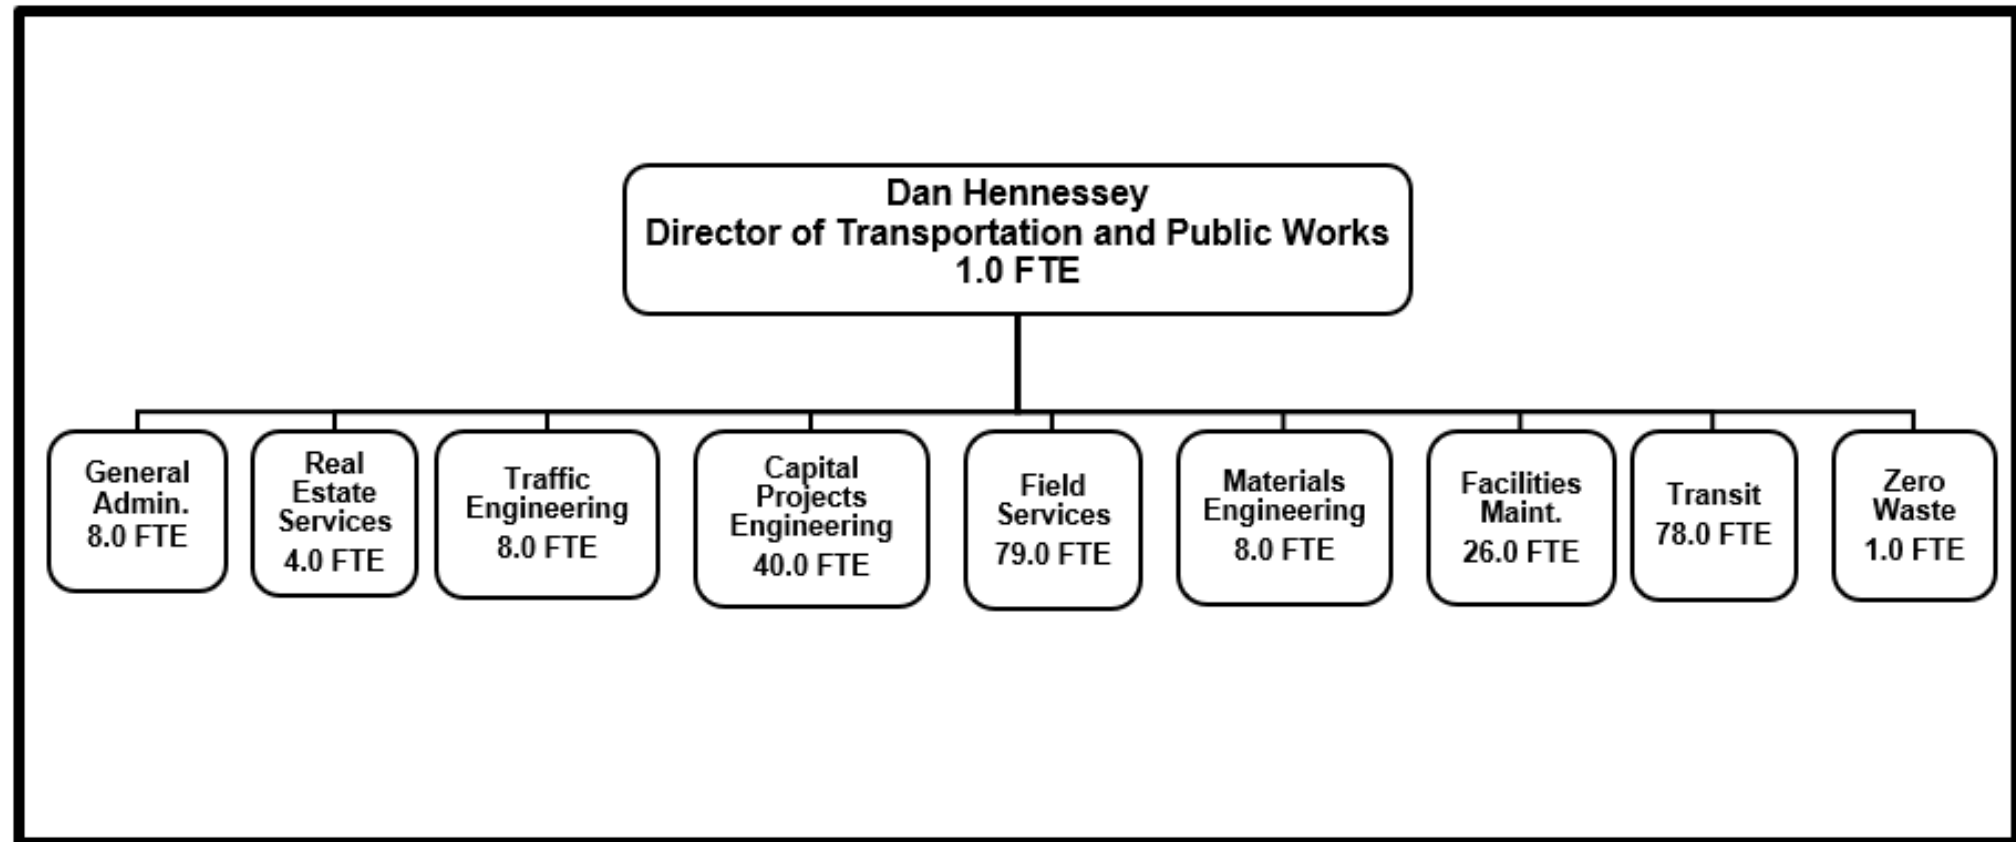 Dan Hennessey
Director of Transportation and Public Works
1.0 FTE
General
Admin.
8.0 FTE
Real
Estate
Services
4.0 FTE
Traffic
Engineering
8.0 FTE
Capital
Projects
Engineering
40.0 FTE
Field
Services
79.0 FTE
Materials
Engineering
8.0 FTE
Facilities
Maint.
26.0 FTE
Transit
78.0 FTE
Zero
Waste
1.0 FTE